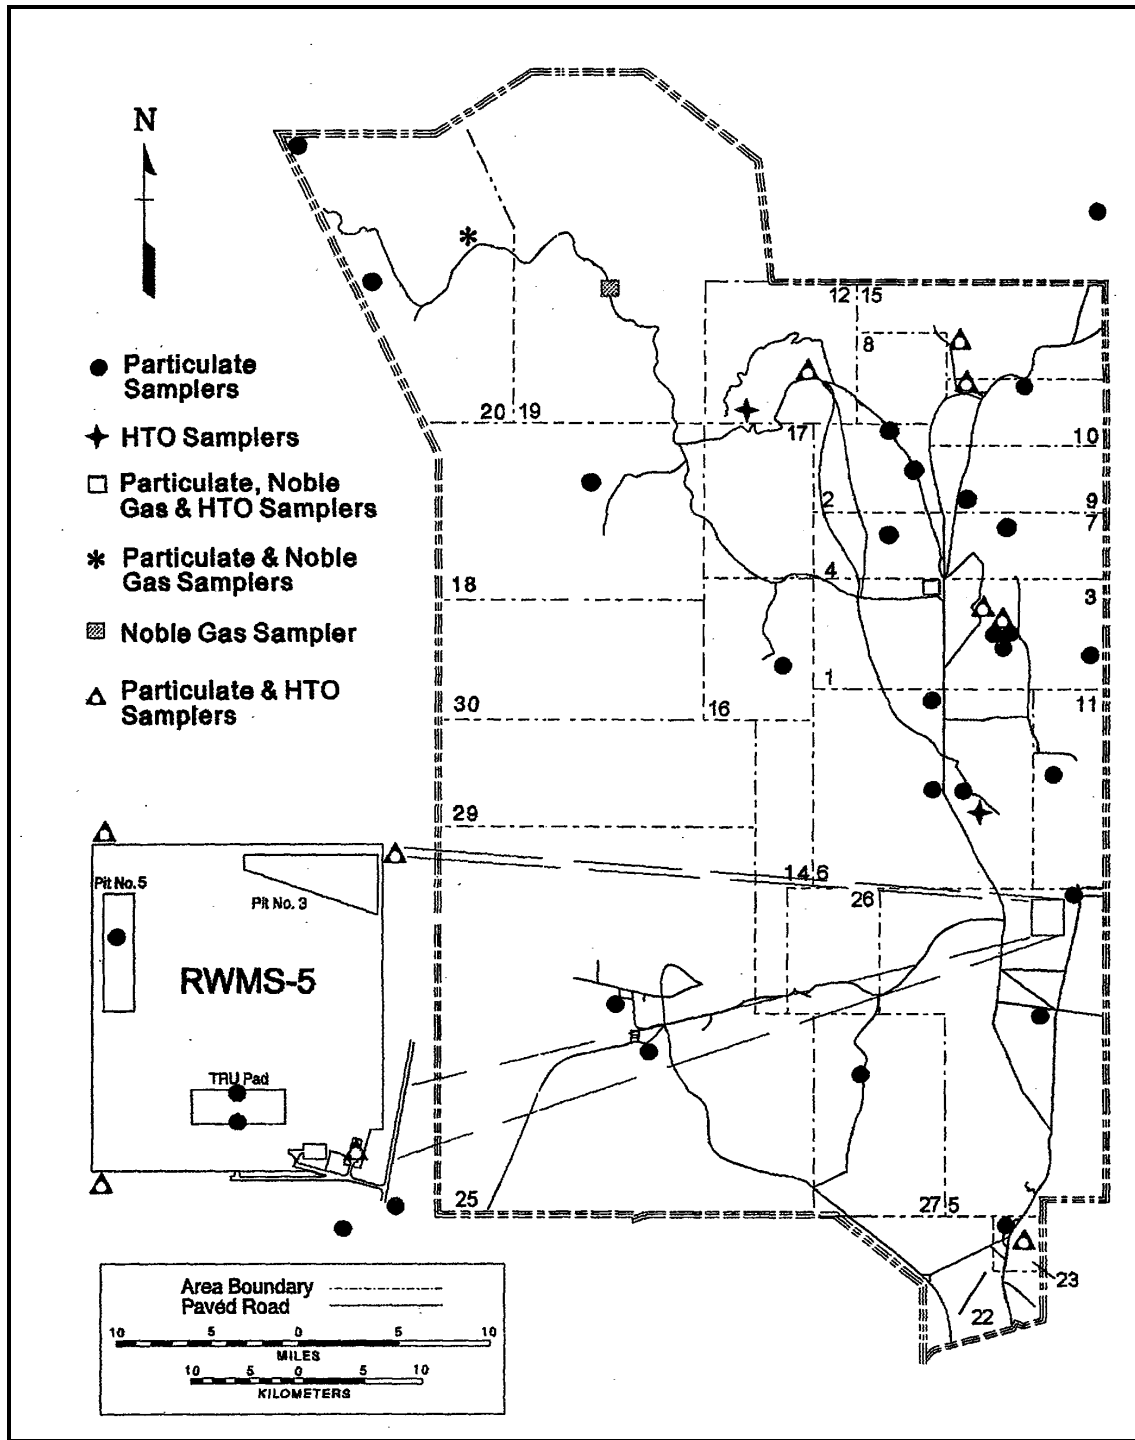 N
Particulate
Samplers
HTO Samplers
Particulate, Noble
Gas & HTO Samplers
Particulate & Noble
Gas Samplers
Noble Gas Sampler
Particulate & HTO
Samplers
12 15
8
20 19
17
10
2
9
7
4
18
3
1
11
30
16
29
14 6
26
25
27 5
23
22
Pit No. 5
Pit No. 3
RWMS-5
TRU Pad
Area Boundary
Paved Road
10 5 0 5 10
MILES
10 5 0 5 10
KILOMETERS